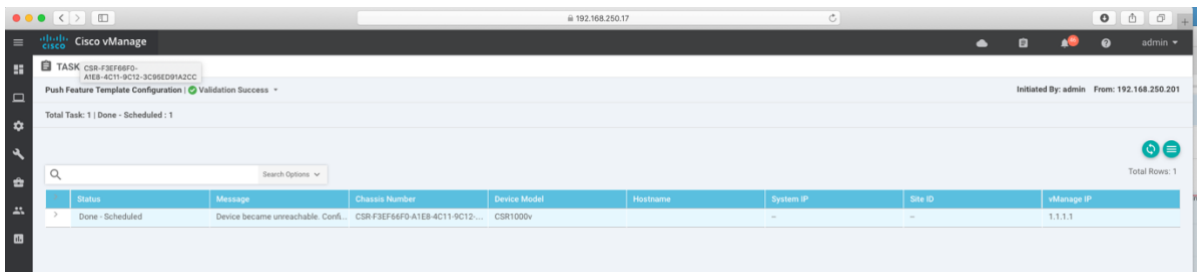 192.168.250.17
cisco Cisco vManage
admin
TASK
CSR-F3EF66F0-
A1E8-4C11-9C12-3C95ED91A2CC
Push Feature Template Configuration | Validation Success
Initiated By: admin From: 192.168.250.201
Total Task: 1 | Done - Scheduled : 1
Search Options
Total Rows: 1
Status Message Chassis Number Device Model Hostname System IP Site ID vManage IP
Done - Scheduled Device became unreachable. Confi... CSR-F3EF66F0-A1E8-4C11-9C12-... CSR1000v -- -- 1.1.1.1